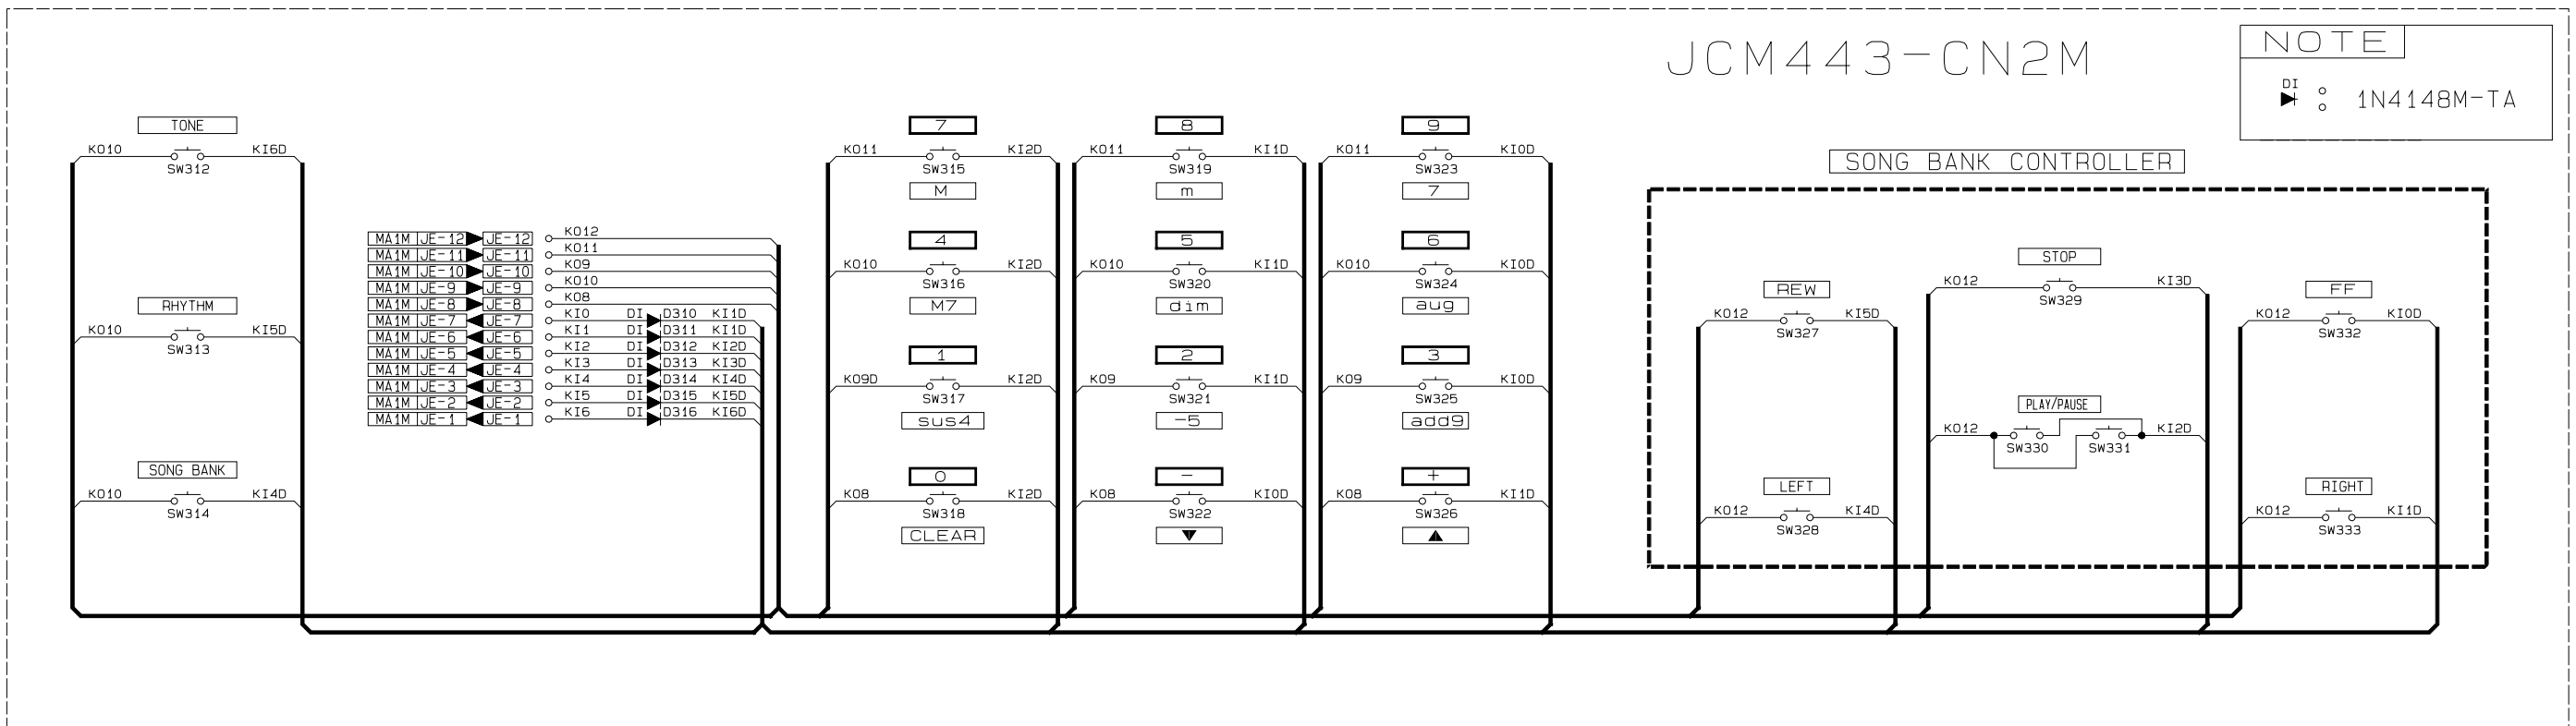 JCM443-CN2M
NOTE
DI
1N4148M-TA
TONE
KO10 KI6D
SW312
RHYTHM
KO10 KI5D
SW313
SONG BANK
KO10 KI4D
SW314
MA1M JE-12 JE-12 KO12
MA1M JE-11 JE-11 KO11
MA1M JE-10 JE-10 KO9
MA1M JE-9 JE-9 KO10
MA1M JE-8 JE-8 KO8
MA1M JE-7 JE-7 KI0 DI D310 KI1D
MA1M JE-6 JE-6 KI1 DI D311 KI1D
MA1M JE-5 JE-5 KI2 DI D312 KI2D
MA1M JE-4 JE-4 KI3 DI D313 KI3D
MA1M JE-3 JE-3 KI4 DI D314 KI4D
MA1M JE-2 JE-2 KI5 DI D315 KI5D
MA1M JE-1 JE-1 KI6 DI D316 KI6D
7
KO11 KI2D
SW315
M
4
KO10 KI2D
SW316
M7
1
KO9D KI2D
SW317
sus4
0
KO8 KI2D
SW318
CLEAR
8
KO11 KI1D
SW319
m
5
KO10 KI1D
SW320
dim
2
KO9 KI1D
SW321
-5
-
KO8 KI0D
SW322
▼
9
KO11 KI0D
SW323
7
6
KO10 KI0D
SW324
aug
3
KO9 KI0D
SW325
add9
+
KO8 KI1D
SW326
▲
SONG BANK CONTROLLER
REW
KO12 KI5D
SW327
LEFT
KO12 KI4D
SW328
STOP
KO12 KI3D
SW329
PLAY/PAUSE
KO12 KI2D
SW330 SW331
FF
KO12 KI0D
SW332
RIGHT
KO12 KI1D
SW333